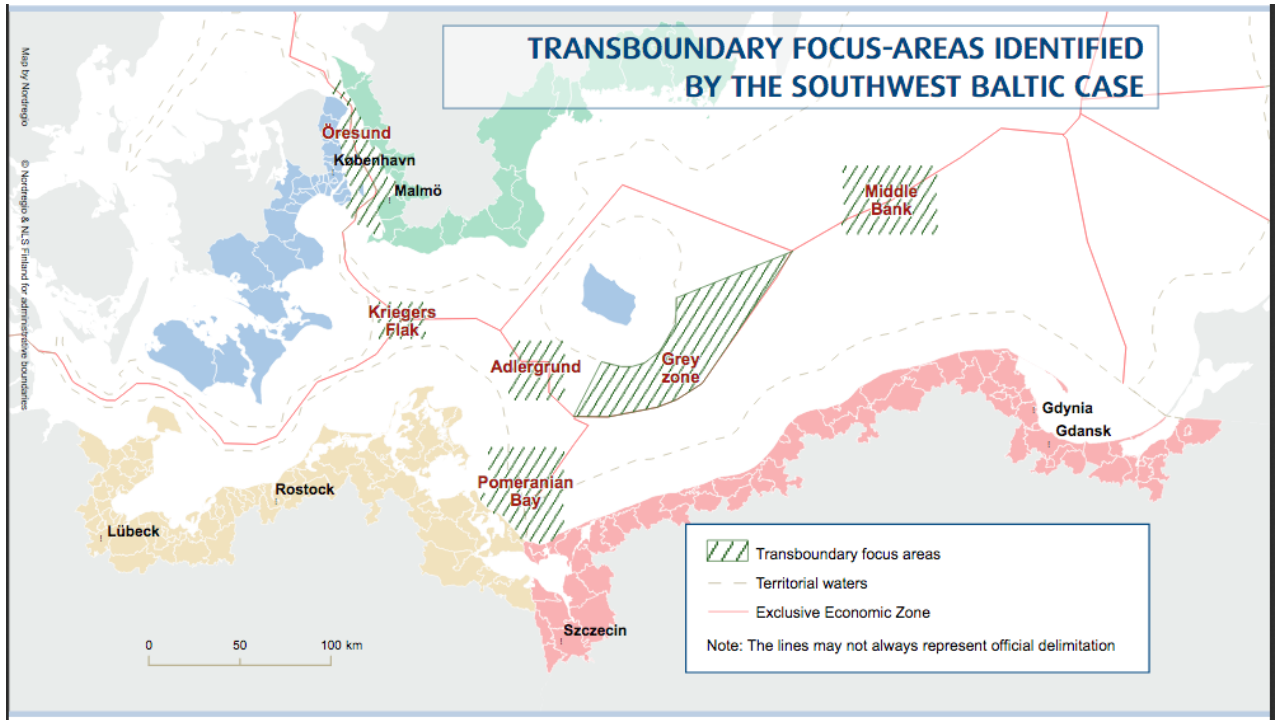 TRANSBOUNDARY FOCUS-AREAS IDENTIFIED
BY THE SOUTHWEST BALTIC CASE
Map by Nordregio
© Nordregio & NLS Finland for administrative boundaries
Öresund
København
Malmö
Middle
Bank
Kriegers
Flak
Adlergrund
Grey
zone
Gdynia
Gdansk
Pomeranian
Bay
Rostock
Lübeck
Szczecin
Transboundary focus areas
Territorial waters
Exclusive Economic Zone
Note: The lines may not always represent official delimitation
0 50 100 km